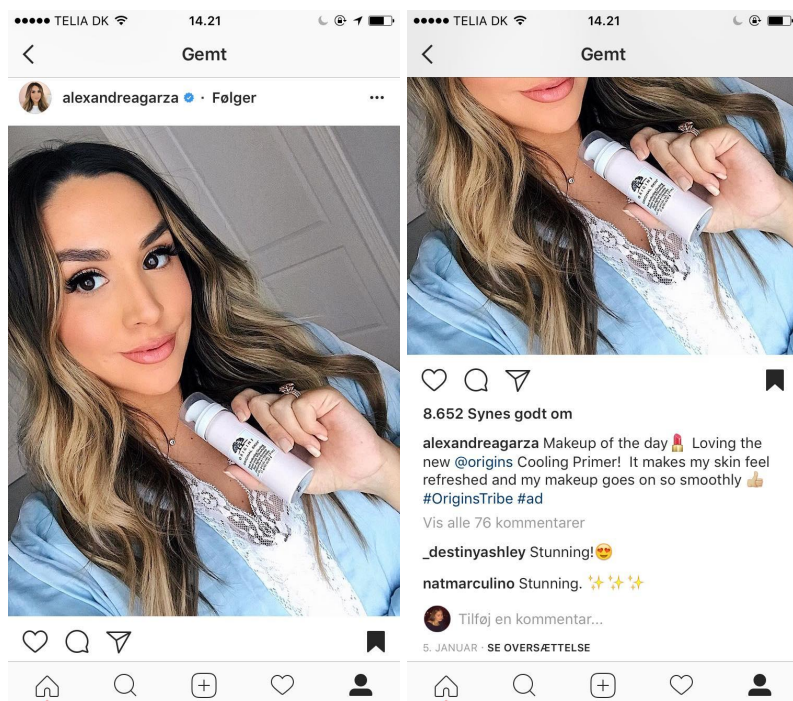 TELIA DK 14.21
Gemt
alexandreagarza · Følger
ORIGINS
TELIA DK 14.21
Gemt
ORIGINS
8.652 Synes godt om
alexandreagarza Makeup of the day💄 Loving the
new @origins Cooling Primer! It makes my skin feel
refreshed and my makeup goes on so smoothly 👍🏼
#OriginsTribe #ad
Vis alle 76 kommentarer
_destinyashley Stunning!😍
natmarculino Stunning. ✨✨✨
Tilføj en kommentar...
5. JANUAR · SE OVERSÆTTELSE